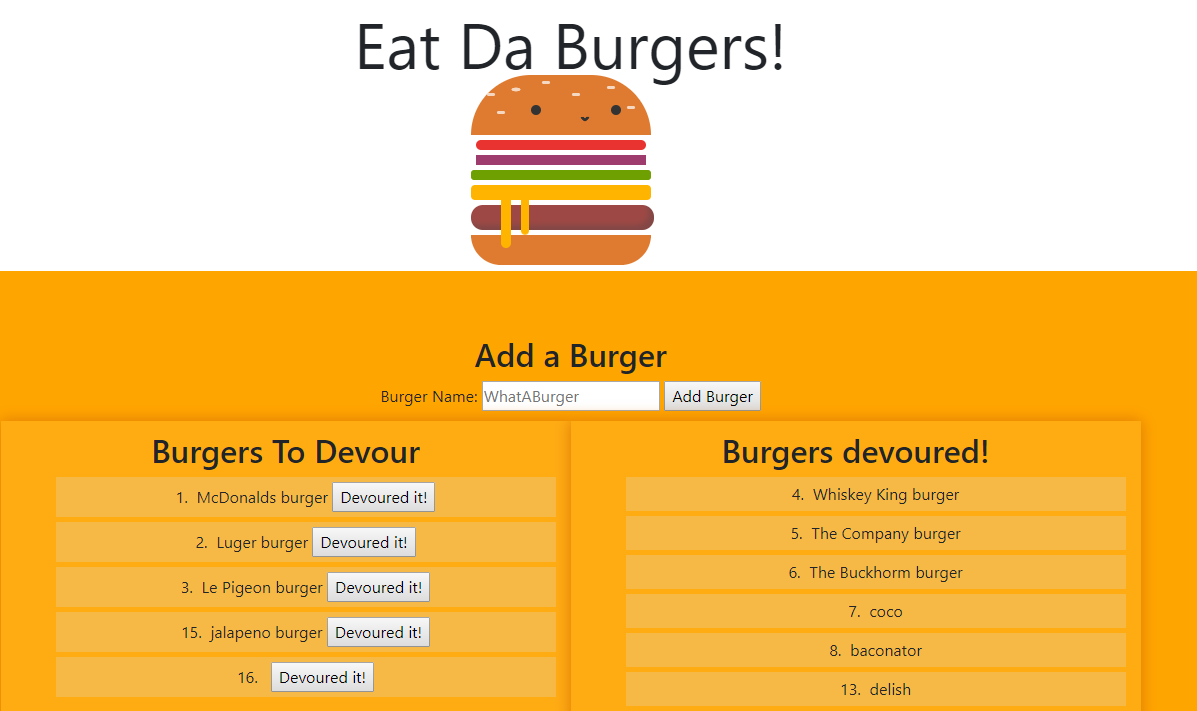 Eat Da Burgers!
Add a Burger
Burger Name: WhatABurger Add Burger
Burgers To Devour
1. McDonalds burger Devoured it!
2. Luger burger Devoured it!
3. Le Pigeon burger Devoured it!
15. jalapeno burger Devoured it!
16. Devoured it!
Burgers devoured!
4. Whiskey King burger
5. The Company burger
6. The Buckhorm burger
7. coco
8. baconator
13. delish